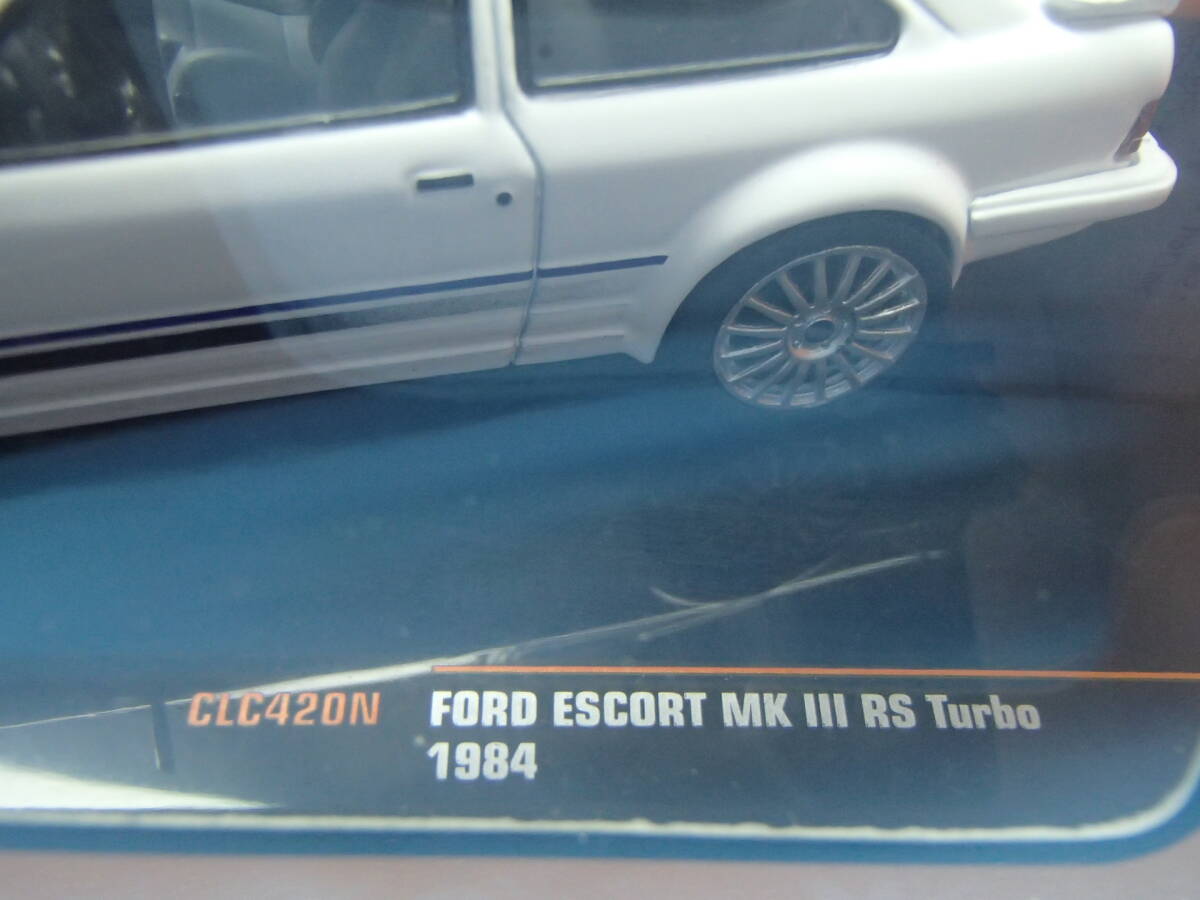 CLC420N FORD ESCORT MK III RS Turbo
1984